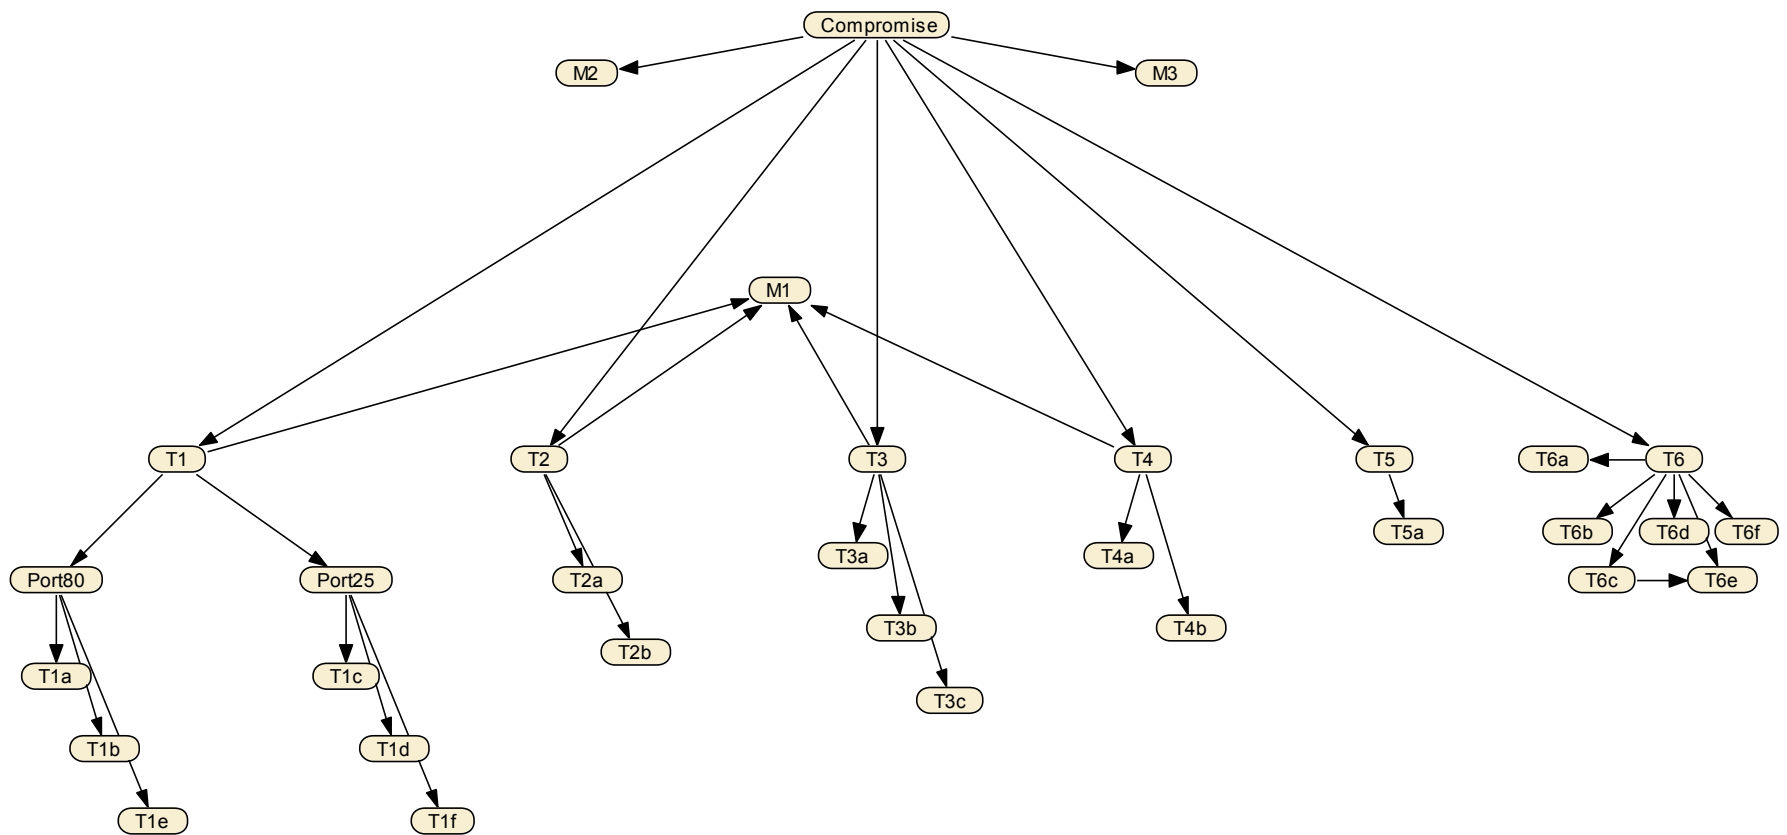 Compromise
M2
M3
M1
T1
T2
T3
T4
T5
T6a
T6
T6b
T6d
T6f
T5a
T3a
T4a
Port80
Port25
T2a
T6c
T6e
T3b
T4b
T2b
T1a
T1c
T3c
T1b
T1d
T1e
T1f